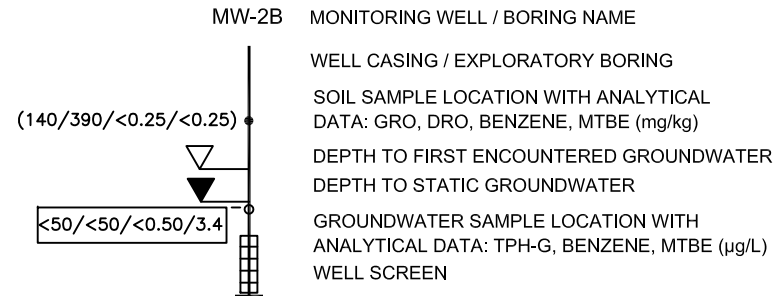 MW-2B MONITORING WELL / BORING NAME
WELL CASING / EXPLORATORY BORING
SOIL SAMPLE LOCATION WITH ANALYTICAL
(140/390/<0.25/<0.25) DATA: GRO, DRO, BENZENE, MTBE (mg/kg)
DEPTH TO FIRST ENCOUNTERED GROUNDWATER
DEPTH TO STATIC GROUNDWATER
<50/<50/<0.50/3.4 GROUNDWATER SAMPLE LOCATION WITH
ANALYTICAL DATA: TPH-G, BENZENE, MTBE (µg/L)
WELL SCREEN